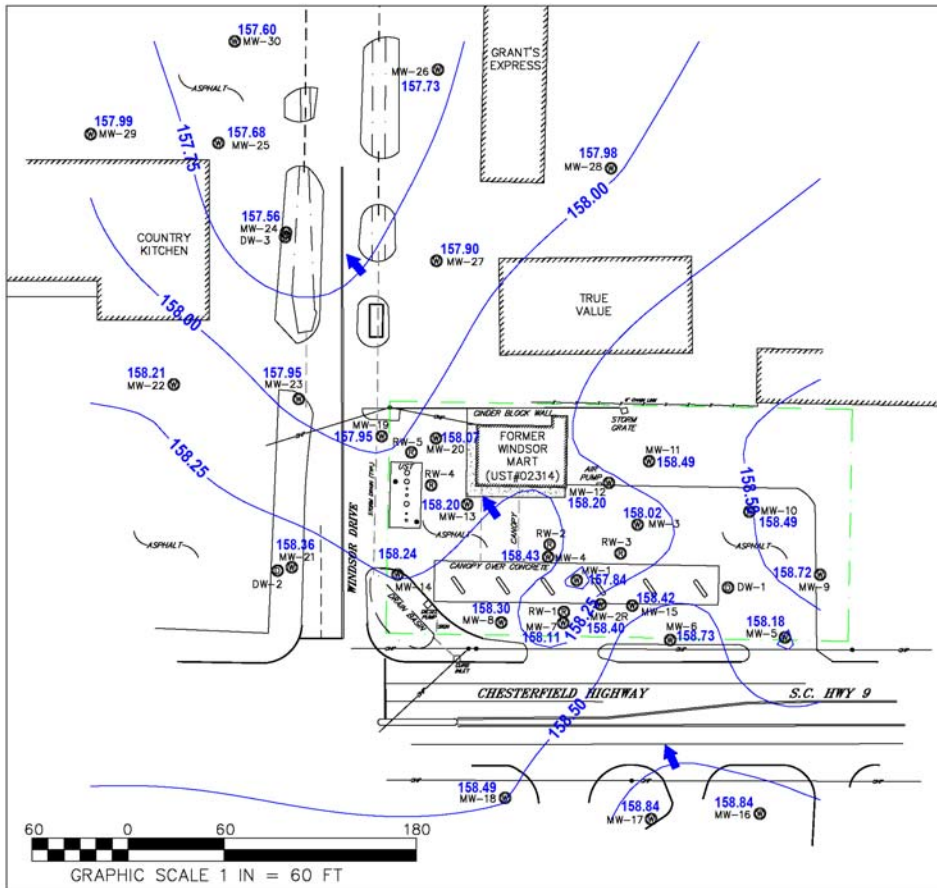 157.60
MW-30
GRANT'S
EXPRESS
MW-26
157.73
ASPHALT
157.99
MW-29
157.68
MW-25
157.75
157.98
MW-28
158.00
157.56
MW-24
DW-3
COUNTRY
KITCHEN
157.90
MW-27
158.00
TRUE
VALUE
158.21
MW-22
157.95
MW-23
158.25
CINDER BLOCK WALL
STORM
GRATE
MW-19
157.95
RW-5
158.07
MW-20
FORMER
WINDSOR
MART
(UST#02314)
MW-11
158.49
UST
RW-4
AIR
PUMP
MW-12
158.20
158.50
158.20
MW-13
MW-10
158.49
158.02
MW-3
WINDSOR DRIVE
CANOPY
ASPHALT
ASPHALT
ASPHALT
RW-2
RW-3
158.43
MW-4
158.36
MW-21
DW-2
158.24
MW-14
CANOPY OVER CONCRETE
MW-1
157.84
DW-1
158.72
MW-9
DRAIN BASIN
158.30
MW-8
RW-1
MW-7
158.11
158.25
MW-2R
158.40
158.42
MW-15
MW-6
158.73
158.18
MW-5
CURB
INLET
CHESTERFIELD HIGHWAY
S.C. HWY 9
158.50
158.49
MW-18
158.84
MW-17
158.84
MW-16
60 0 60 180
GRAPHIC SCALE 1 IN = 60 FT